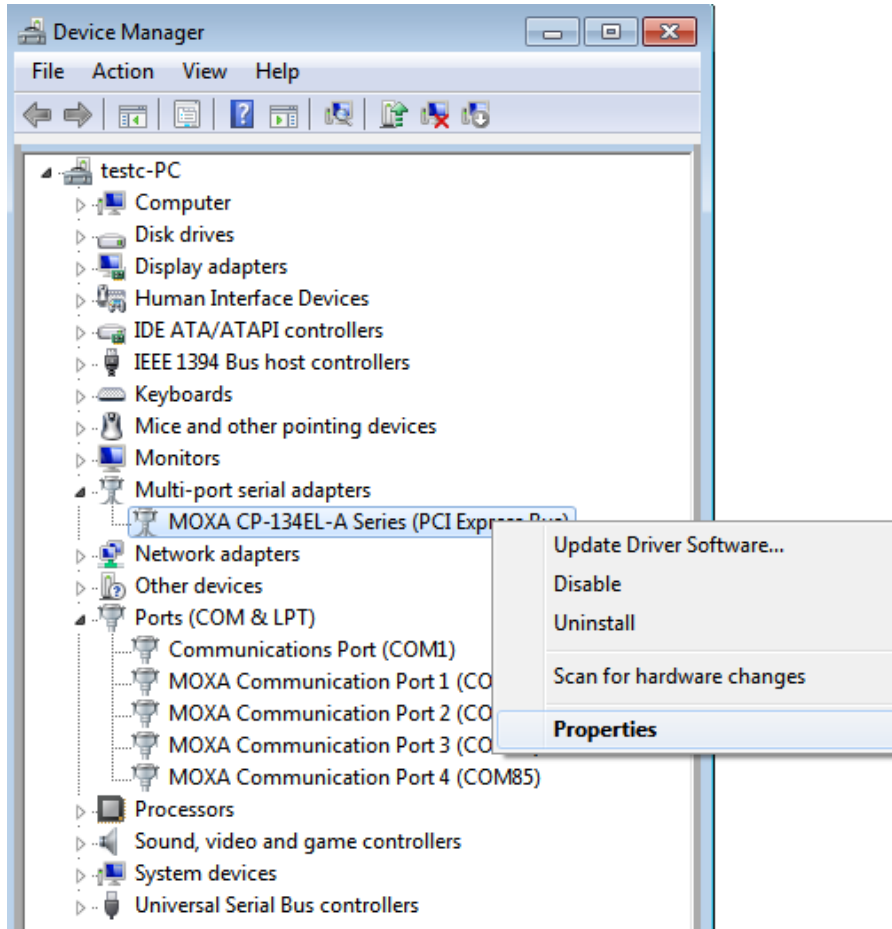 Device Manager
File Action View Help
testc-PC
Computer
Disk drives
Display adapters
Human Interface Devices
IDE ATA/ATAPI controllers
IEEE 1394 Bus host controllers
Keyboards
Mice and other pointing devices
Monitors
Multi-port serial adapters
MOXA CP-134EL-A Series (PCI Express Bus)
Network adapters
Other devices
Ports (COM & LPT)
Communications Port (COM1)
MOXA Communication Port 1 (CO
MOXA Communication Port 2 (CO
MOXA Communication Port 3 (CO
MOXA Communication Port 4 (COM85)
Processors
Sound, video and game controllers
System devices
Universal Serial Bus controllers
Update Driver Software...
Disable
Uninstall
Scan for hardware changes
Properties